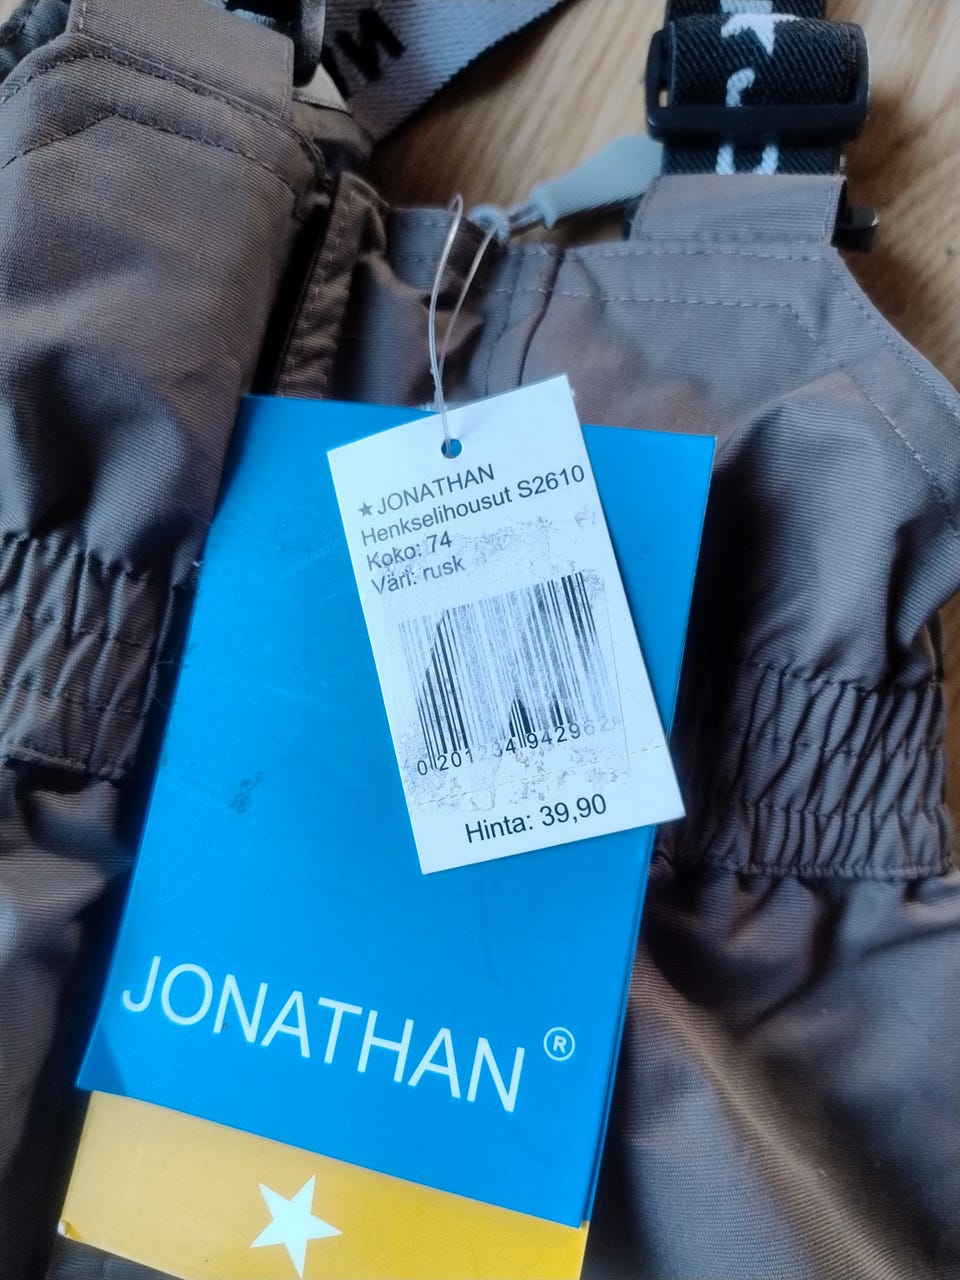 ★JONATHAN
Henkselihousut S2610
Koko: 74
Väri: rusk
0 201234 942962
Hinta: 39,90
JONATHAN ®